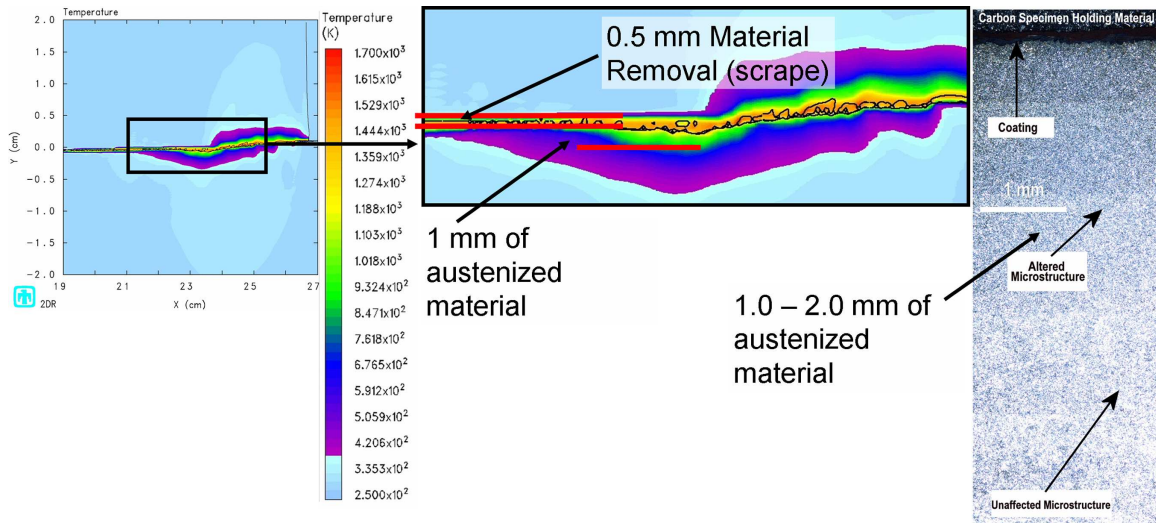 Temperature
2.0
1.5
1.0
0.5
0.0
-0.5
-1.0
-1.5
-2.0
Y (cm)
19
21
23
25
27
X (cm)
2DR
Temperature
(K)
1.700x10³
1.615x10³
1.529x10³
1.444x10³
1.359x10³
1.274x10³
1.188x10³
1.103x10³
1.018x10³
9.324x10²
8.471x10²
7.618x10²
6.765x10²
5.912x10²
5.059x10²
4.206x10²
3.353x10²
2.500x10²
0.5 mm Material
Removal (scrape)
1 mm of
austenized
material
1.0 – 2.0 mm of
austenized
material
Carbon Specimen Holding Material
Coating
1 mm
Altered
Microstructure
Unaffected Microstructure